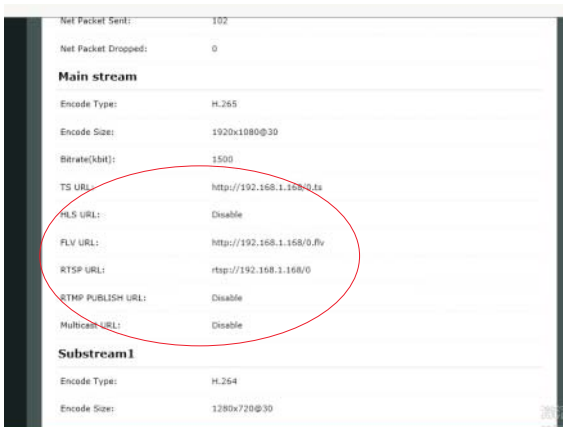 Net Packet Sent: 102
Net Packet Dropped: 0
Main stream
Encode Type: H.265
Encode Size: 1920x1080@30
Bitrate(kbit): 1500
TS URL: http://192.168.1.168/0.ts
HLS URL: Disable
FLV URL: http://192.168.1.168/0.flv
RTSP URL: rtsp://192.168.1.168/0
RTMP PUBLISH URL: Disable
Multicast URL: Disable
Substream1
Encode Type: H.264
Encode Size: 1280x720@30